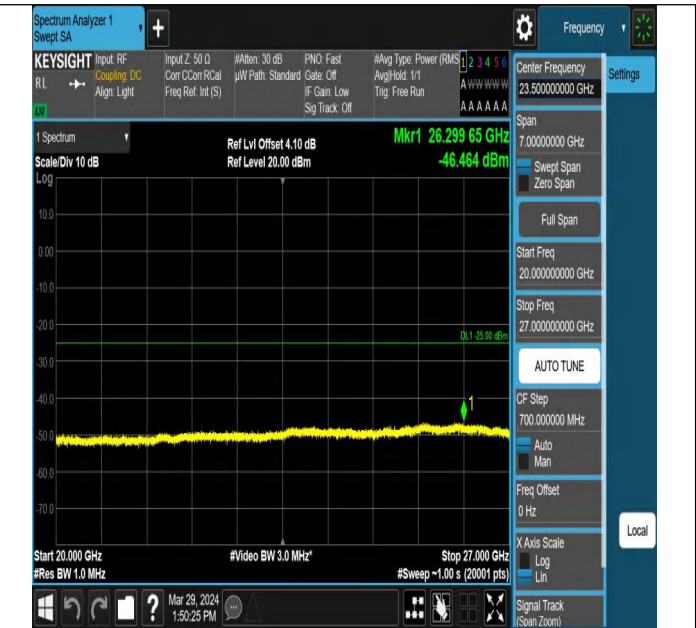 Spectrum Analyzer 1
Swept SA
+
Frequency
KEYSIGHT
RL
LXI
Input: RF
Coupling: DC
Align: Light
Input Z: 50 Ω
Corr CCorr RCal
Freq Ref: Int (S)
#Atten: 30 dB
µW Path: Standard
PNO: Fast
Gate: Off
IF Gain: Low
Sig Track: Off
#Avg Type: Power (RMS
Avg|Hold: 1/1
Trig: Free Run
1 2 3 4 5 6
A W W W W W
A A A A A A
1 Spectrum
Scale/Div 10 dB
Log
Ref Lvl Offset 4.10 dB
Ref Level 20.00 dBm
Mkr1 26.299 65 GHz
-46.464 dBm
10.0
0.00
-10.0
-20.0
-30.0
-40.0
-50.0
-60.0
-70.0
DL1 -25.00 dBm
1
Start 20.000 GHz
#Res BW 1.0 MHz
#Video BW 3.0 MHz*
Stop 27.000 GHz
#Sweep ~1.00 s (20001 pts)
?
Mar 29, 2024
1:50:25 PM
Center Frequency
23.500000000 GHz
Settings
Span
7.00000000 GHz
Swept Span
Zero Span
Full Span
Start Freq
20.000000000 GHz
Stop Freq
27.000000000 GHz
AUTO TUNE
CF Step
700.000000 MHz
Auto
Man
Freq Offset
0 Hz
X Axis Scale
Log
Lin
Local
Signal Track
(Span Zoom)